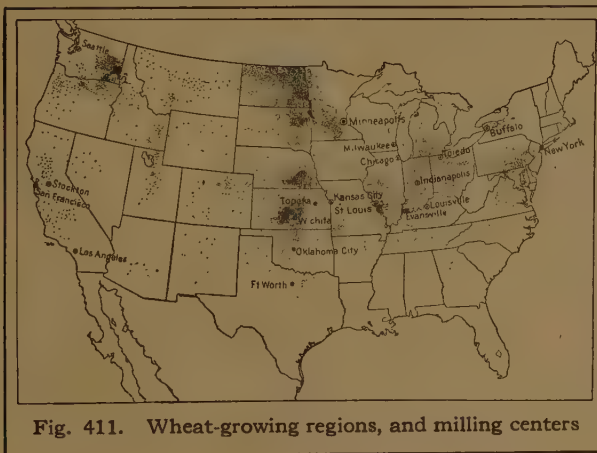 Seattle
Minneapolis
Milwaukee
Chicago
Toledo
Buffalo
New York
Indianapolis
Stockton
San Francisco
Topeka
Kansas City
St Louis
Louisville
Evansville
Wichita
Los Angeles
Oklahoma City
Ft Worth
Fig. 411. Wheat-growing regions, and milling centers